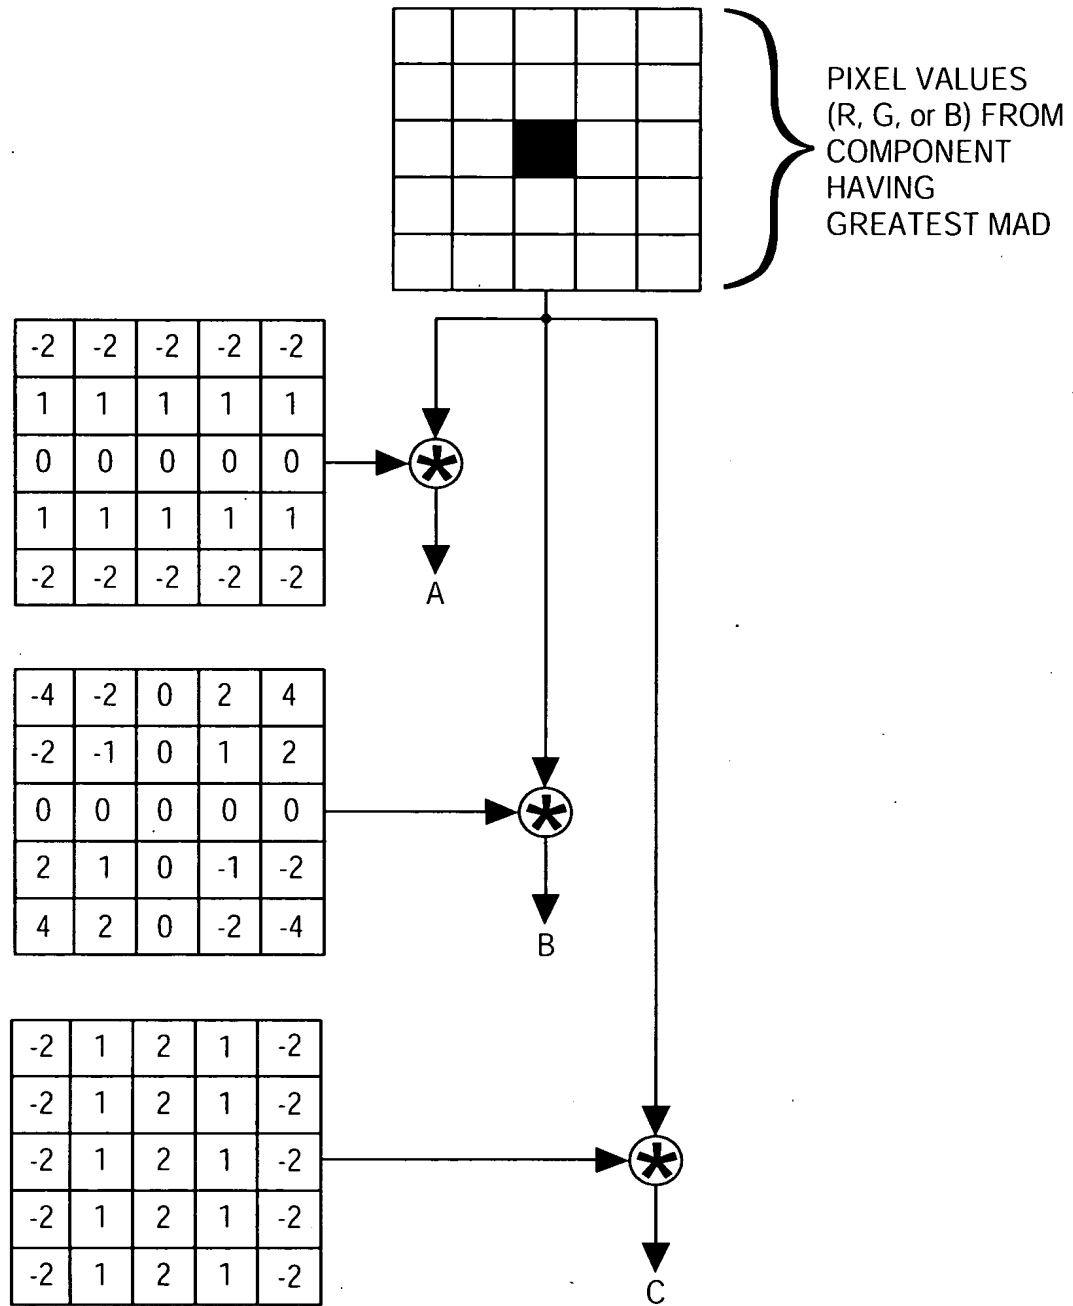 PIXEL VALUES
(R, G, or B) FROM
COMPONENT
HAVING
GREATEST MAD
-2 -2 -2 -2 -2
1 1 1 1 1
0 0 0 0 0
1 1 1 1 1
-2 -2 -2 -2 -2
*
A
-4 -2 0 2 4
-2 -1 0 1 2
0 0 0 0 0
2 1 0 -1 -2
4 2 0 -2 -4
*
B
-2 1 2 1 -2
-2 1 2 1 -2
-2 1 2 1 -2
-2 1 2 1 -2
-2 1 2 1 -2
*
C